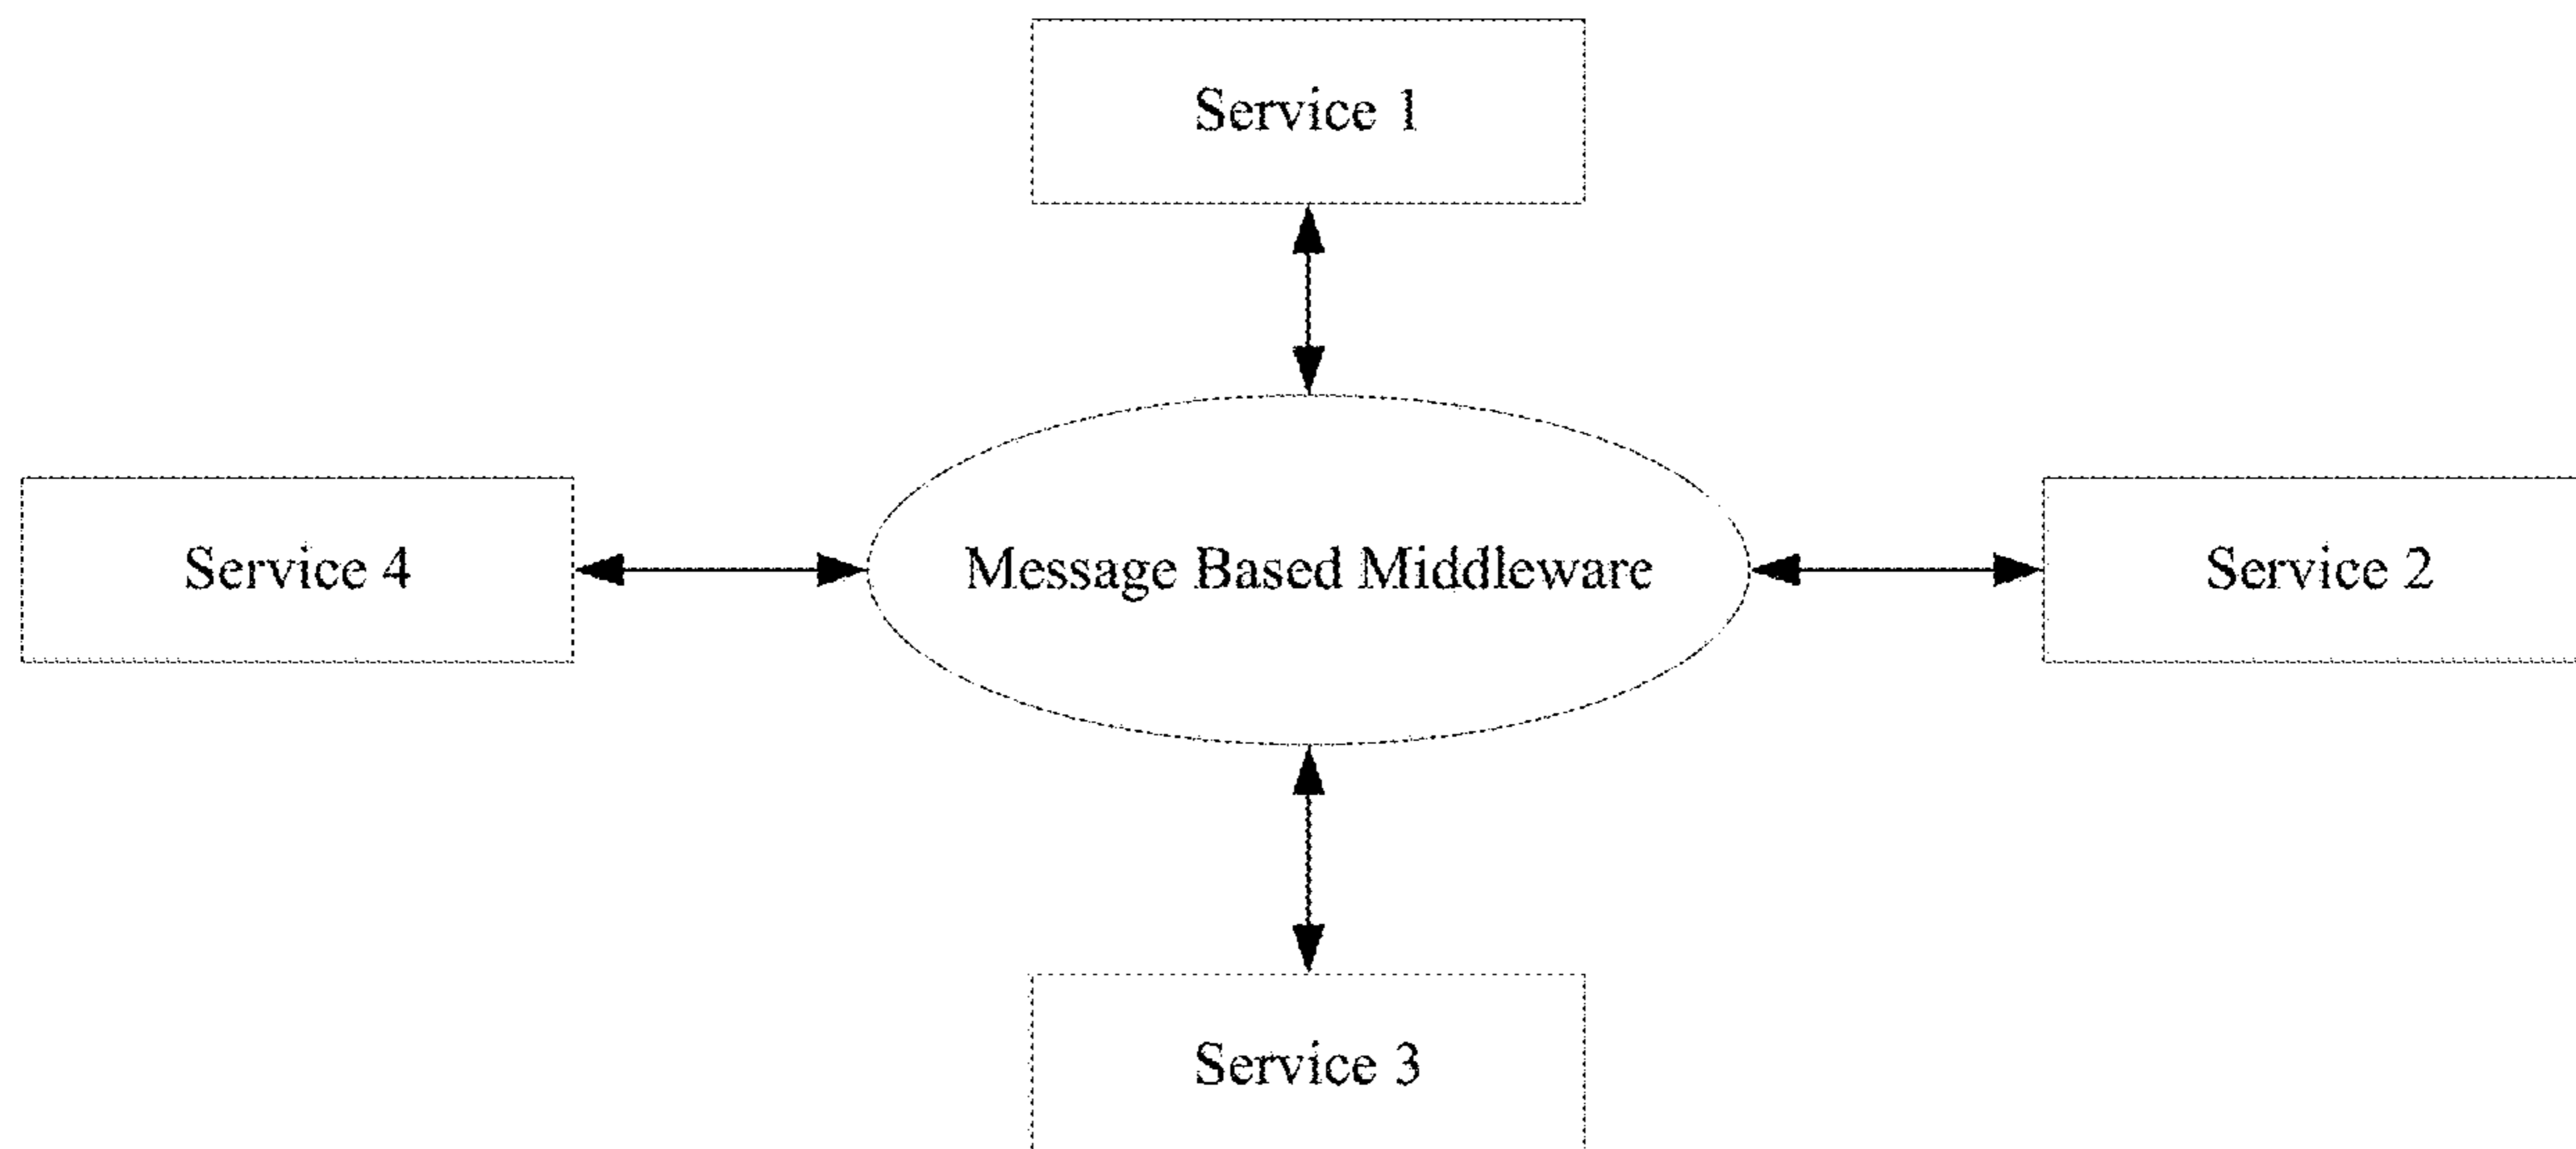 Service 1
Service 4
Message Based Middleware
Service 2
Service 3